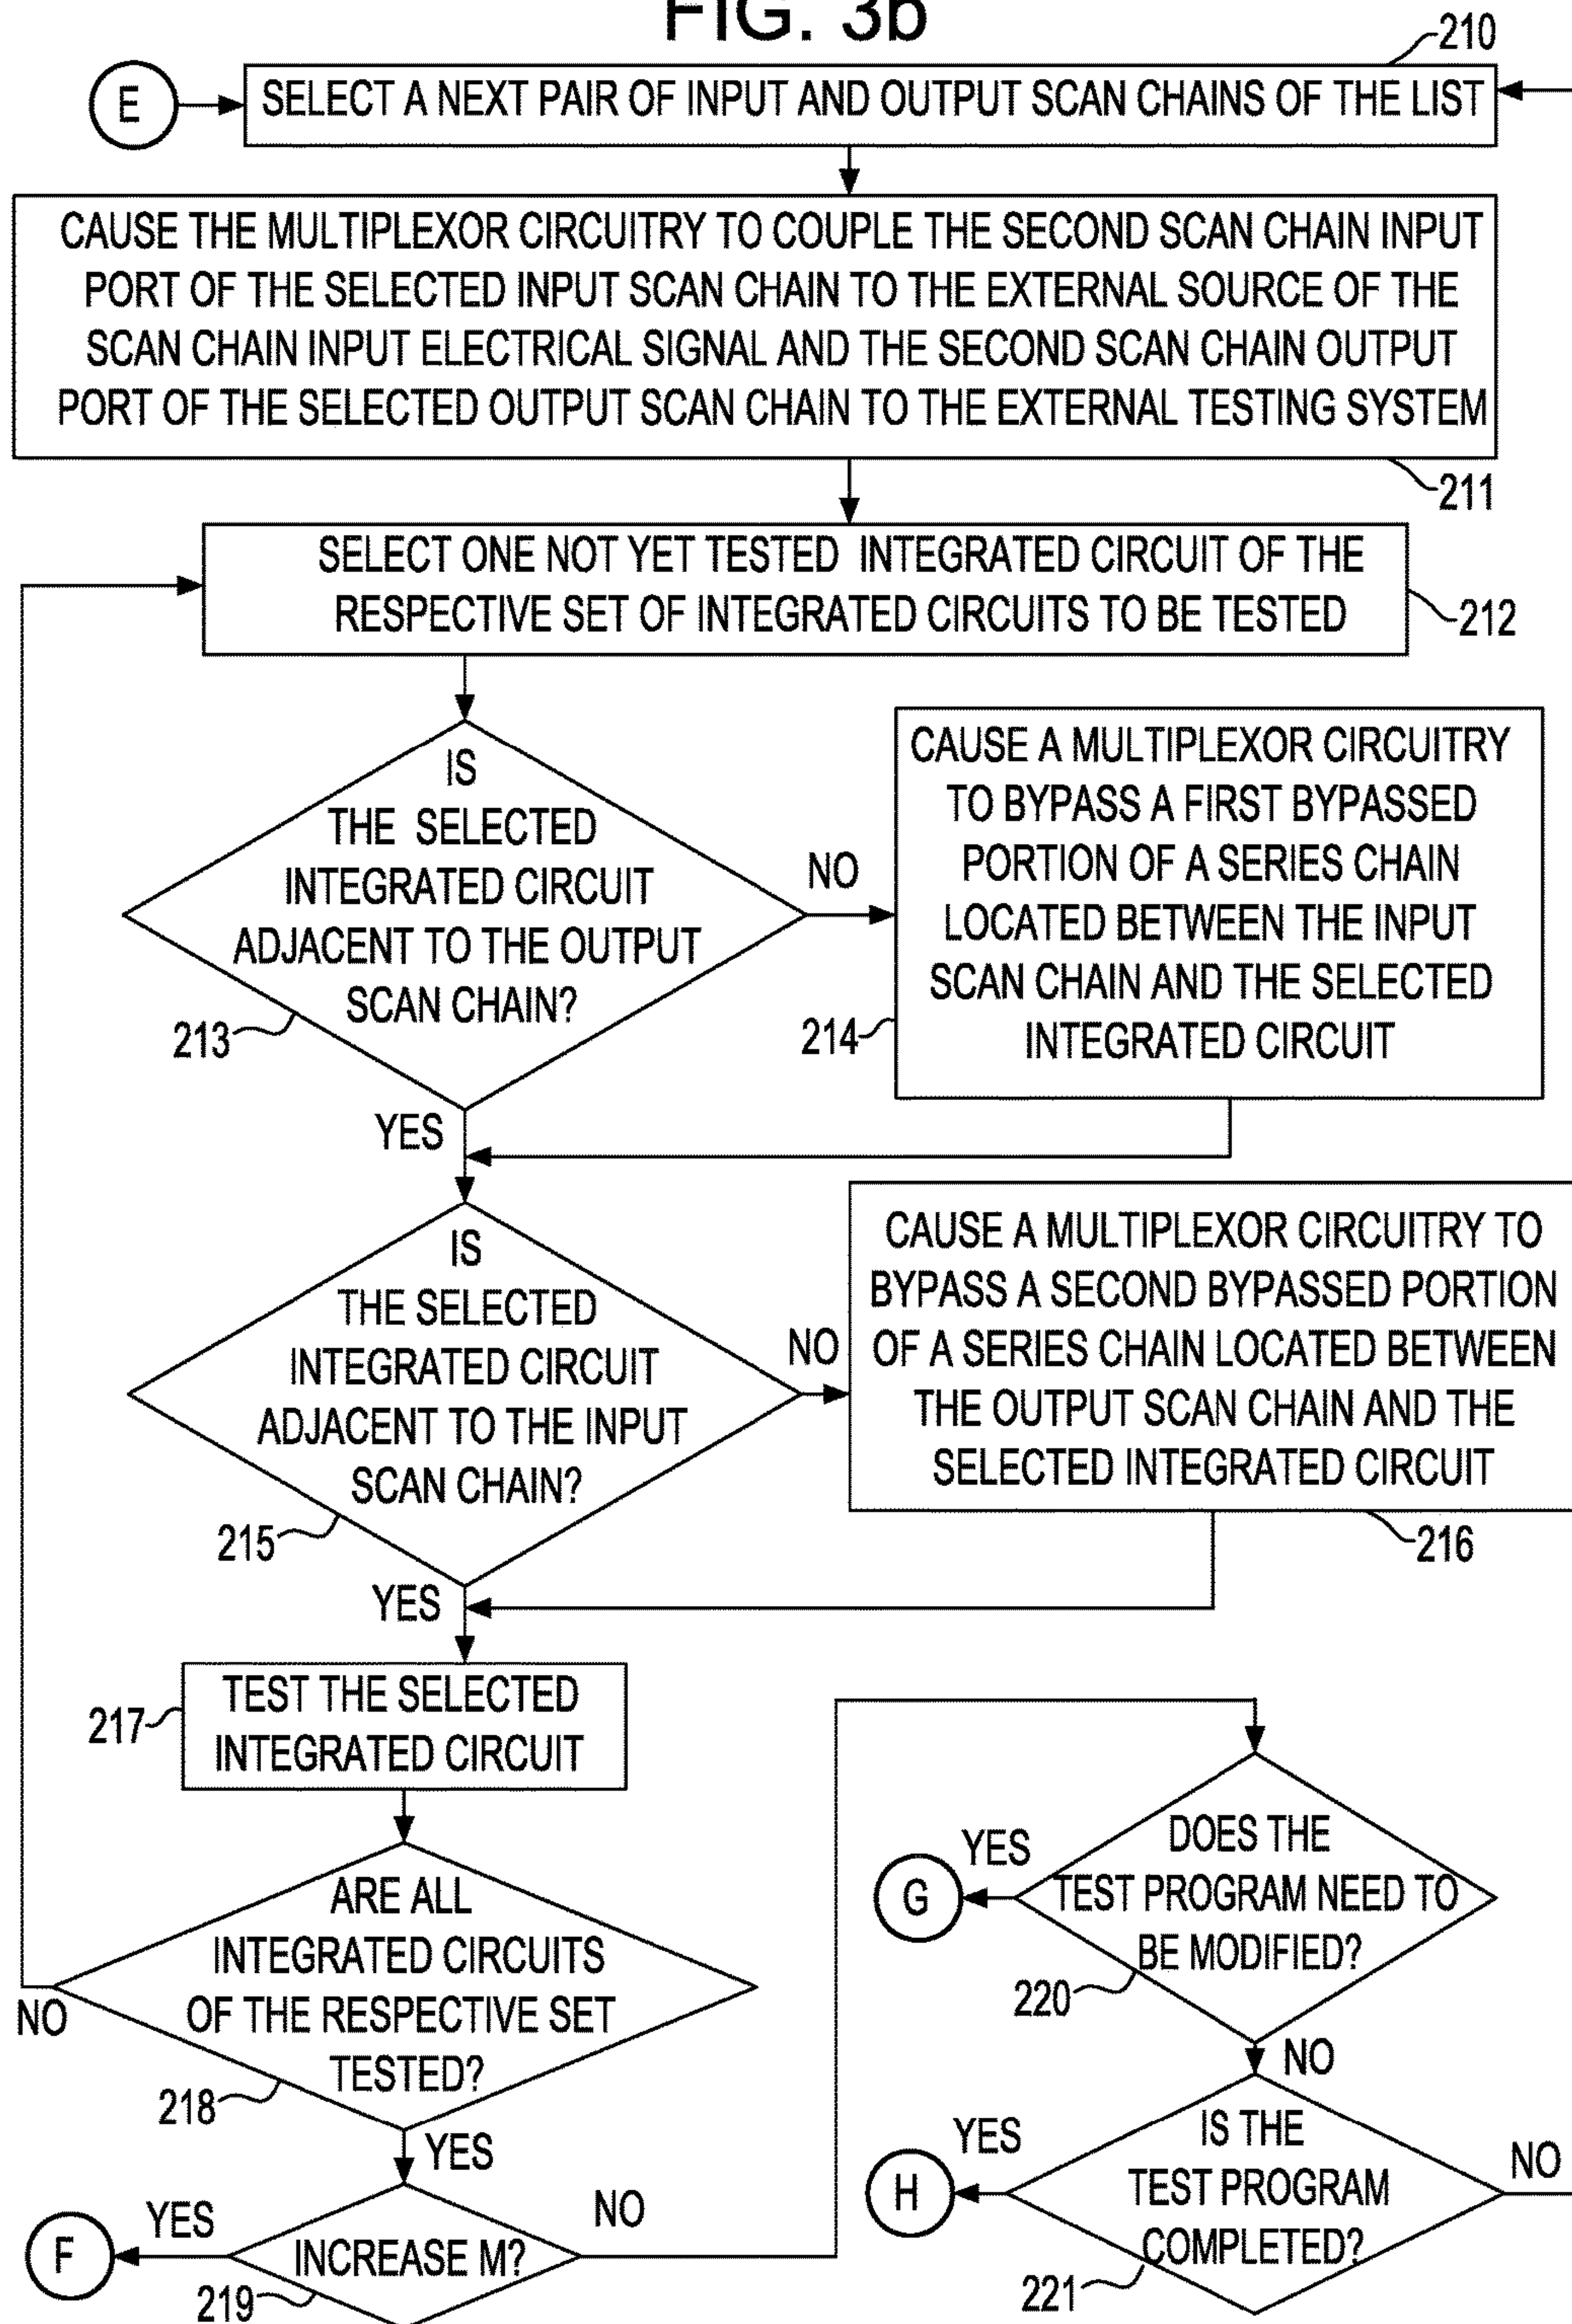 FIG. 3b
210
E
SELECT A NEXT PAIR OF INPUT AND OUTPUT SCAN CHAINS OF THE LIST
CAUSE THE MULTIPLEXOR CIRCUITRY TO COUPLE THE SECOND SCAN CHAIN INPUT
PORT OF THE SELECTED INPUT SCAN CHAIN TO THE EXTERNAL SOURCE OF THE
SCAN CHAIN INPUT ELECTRICAL SIGNAL AND THE SECOND SCAN CHAIN OUTPUT
PORT OF THE SELECTED OUTPUT SCAN CHAIN TO THE EXTERNAL TESTING SYSTEM
211
SELECT ONE NOT YET TESTED INTEGRATED CIRCUIT OF THE
RESPECTIVE SET OF INTEGRATED CIRCUITS TO BE TESTED
212
IS
THE SELECTED
INTEGRATED CIRCUIT
ADJACENT TO THE OUTPUT
SCAN CHAIN?
213
NO
YES
CAUSE A MULTIPLEXOR CIRCUITRY
TO BYPASS A FIRST BYPASSED
PORTION OF A SERIES CHAIN
LOCATED BETWEEN THE INPUT
SCAN CHAIN AND THE SELECTED
INTEGRATED CIRCUIT
214
IS
THE SELECTED
INTEGRATED CIRCUIT
ADJACENT TO THE INPUT
SCAN CHAIN?
215
NO
YES
CAUSE A MULTIPLEXOR CIRCUITRY TO
BYPASS A SECOND BYPASSED PORTION
OF A SERIES CHAIN LOCATED BETWEEN
THE OUTPUT SCAN CHAIN AND THE
SELECTED INTEGRATED CIRCUIT
216
TEST THE SELECTED
INTEGRATED CIRCUIT
217
ARE ALL
INTEGRATED CIRCUITS
OF THE RESPECTIVE SET
TESTED?
218
NO
YES
INCREASE M?
219
YES
F
NO
DOES THE
TEST PROGRAM NEED TO
BE MODIFIED?
220
YES
G
NO
IS THE
TEST PROGRAM
COMPLETED?
221
YES
H
NO